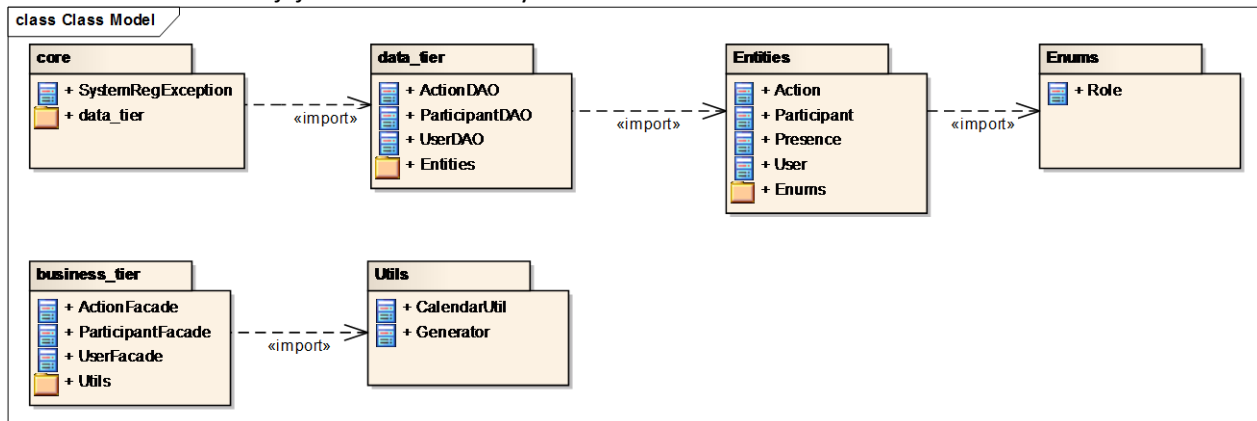 class Class Model
core
+ SystemRegException
+ data_tier
«import»
data_tier
+ ActionDAO
+ ParticipantDAO
+ UserDAO
+ Entities
«import»
Entities
+ Action
+ Participant
+ Presence
+ User
+ Enums
«import»
Enums
+ Role
business_tier
+ ActionFacade
+ ParticipantFacade
+ UserFacade
+ Utils
«import»
Utils
+ CalendarUtil
+ Generator